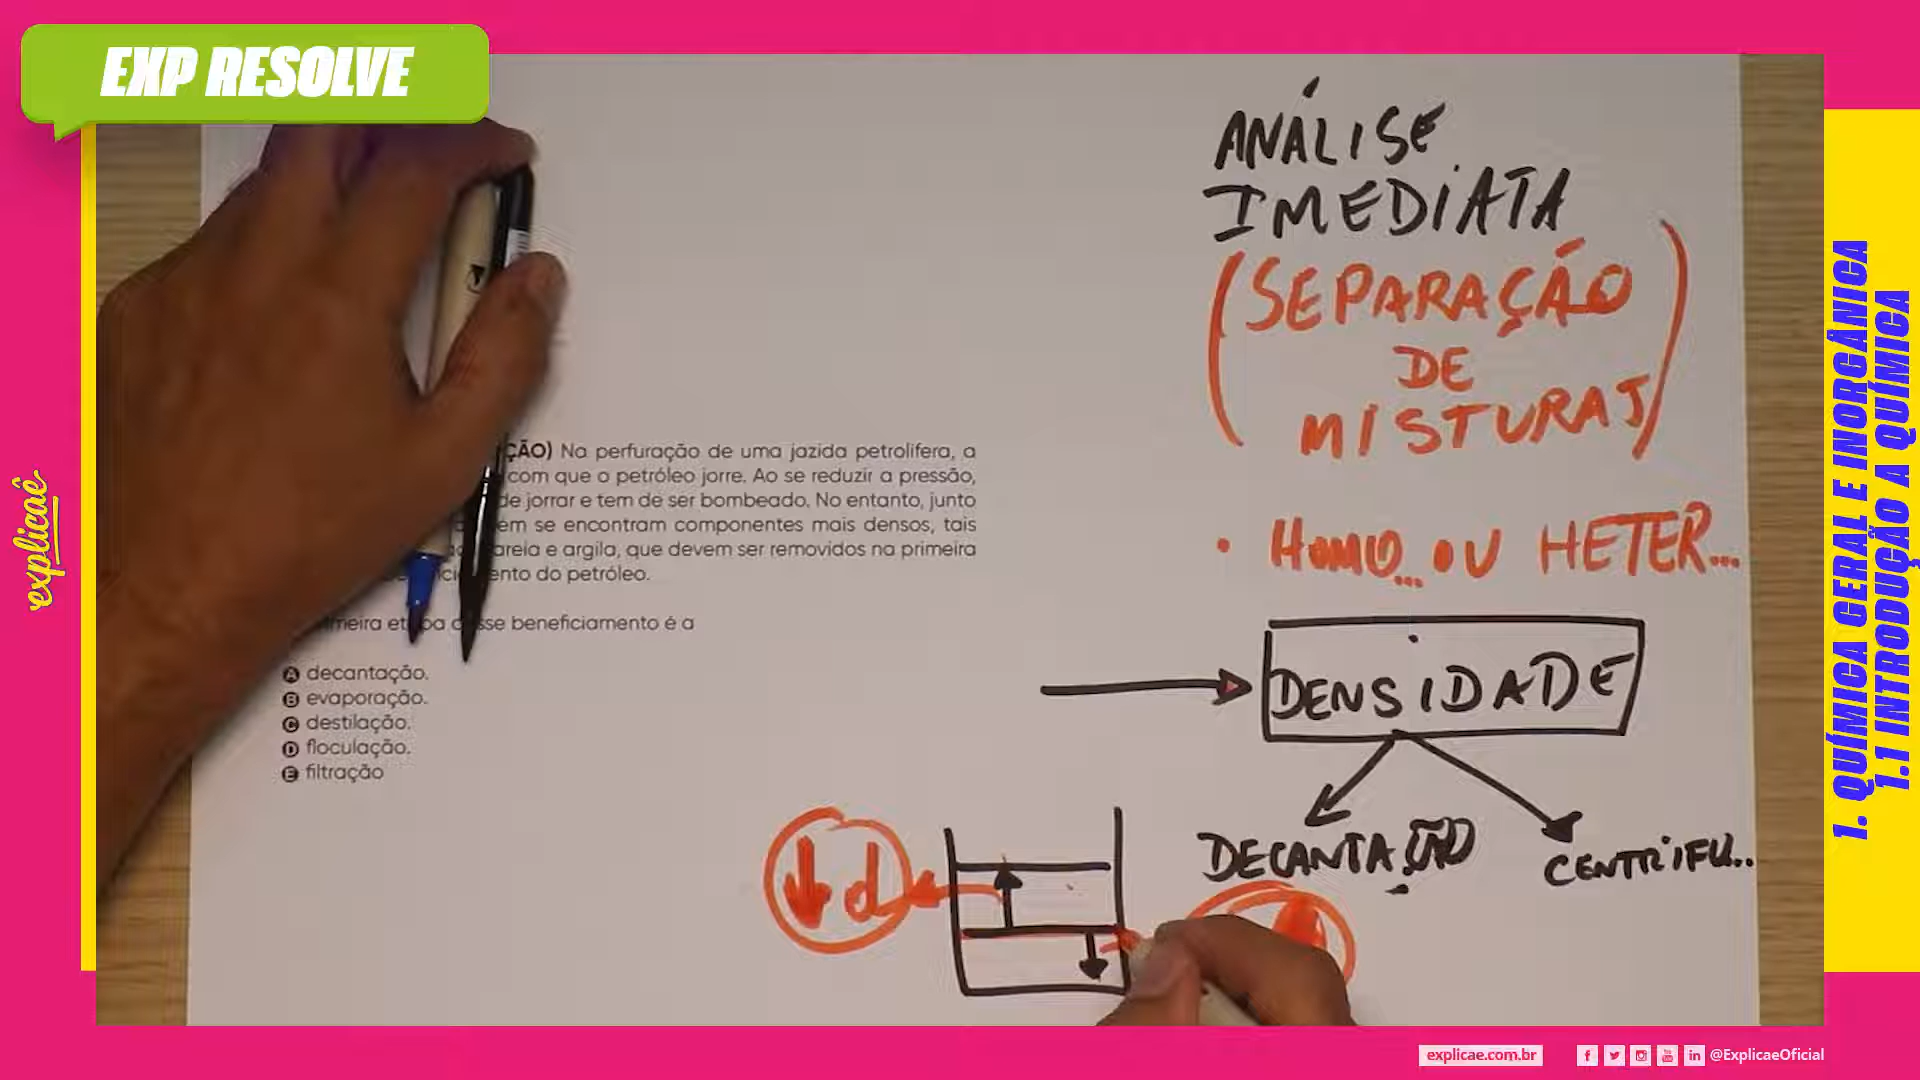 EXP RESOLVE
ANÁLISE
IMEDIATA
(SEPARAÇÃO
DE
MISTURAS)
ÇÃO) Na perfuração de uma jazida petrolífera, a
com que o petróleo jorre. Ao se reduzir a pressão,
de jorrar e tem de ser bombeado. No entanto, junto
se encontram componentes mais densos, tais
areia e argila, que devem ser removidos na primeira
ento do petróleo.
• HOMO... OU HETER...
meira sse beneficiamento é a
A decantação.
B evaporação.
C destilação.
D floculação.
E filtração
DENSIDADE
DECANTAÇÃO
CENTRIFU..
d
explicaê
1. QUÍMICA GERAL E INORGÂNICA
1.1 INTRODUÇÃO A QUÍMICA
explicae.com.br
@ExplicaeOficial